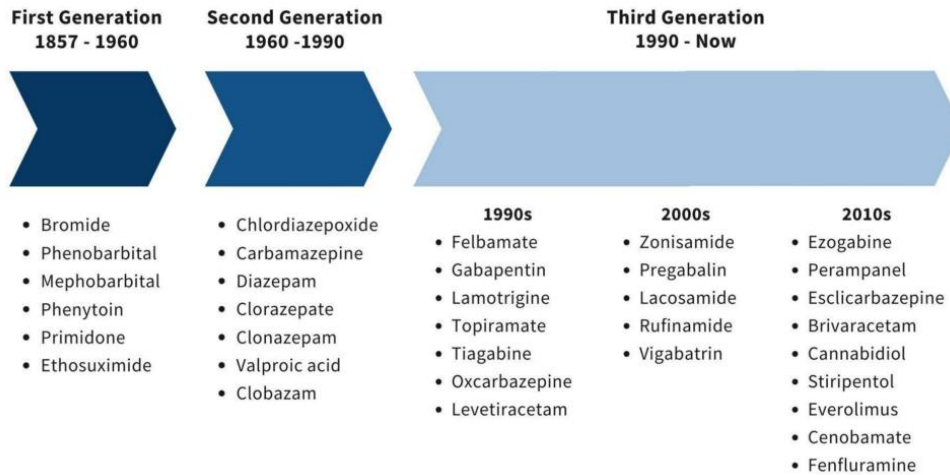 First Generation
1857 - 1960
Second Generation
1960 -1990
Third Generation
1990 - Now
• Bromide
• Phenobarbital
• Mephobarbital
• Phenytoin
• Primidone
• Ethosuximide
• Chlordiazepoxide
• Carbamazepine
• Diazepam
• Clorazepate
• Clonazepam
• Valproic acid
• Clobazam
1990s
• Felbamate
• Gabapentin
• Lamotrigine
• Topiramate
• Tiagabine
• Oxcarbazepine
• Levetiracetam
2000s
• Zonisamide
• Pregabalin
• Lacosamide
• Rufinamide
• Vigabatrin
2010s
• Ezogabine
• Perampanel
• Esclicarbazepine
• Brivaracetam
• Cannabidiol
• Stiripentol
• Everolimus
• Cenobamate
• Fenfluramine